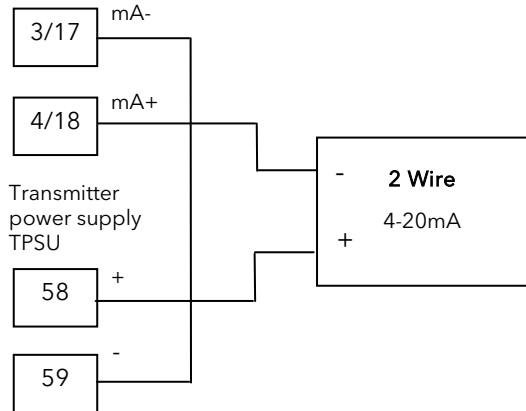 3/17
mA-
4/18
mA+
Transmitter
power supply
TPSU
58
+
59
-
-
2 Wire
+
4-20mA